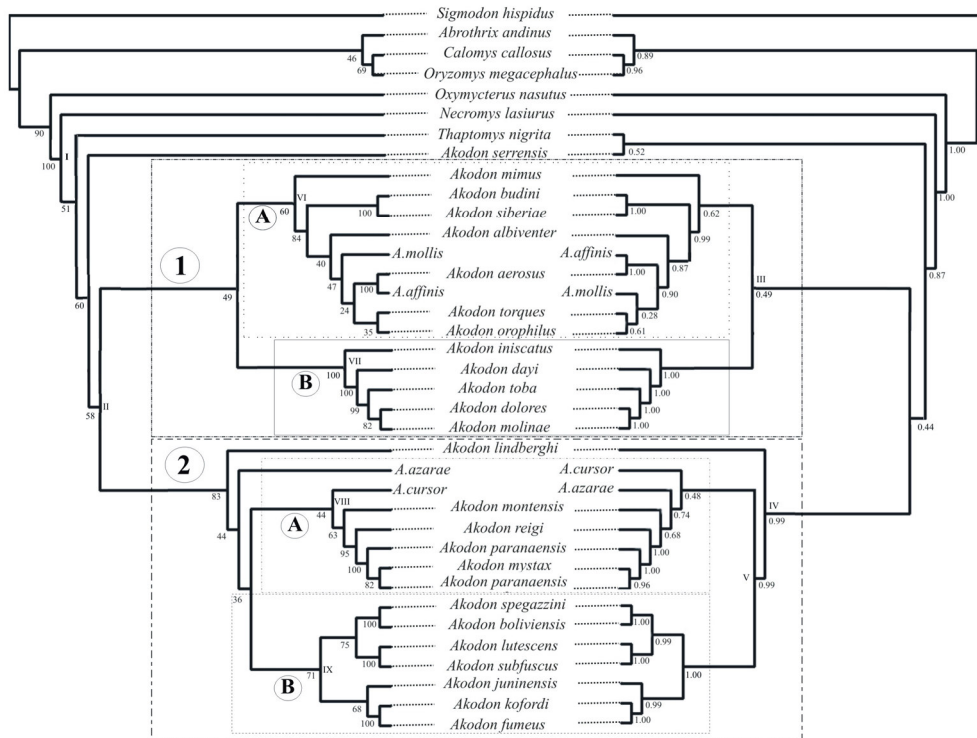 Sigmodon hispidus
Abrothrix andinus
46
0.89
Calomys callosus
69
0.96
Oryzomys megacephalus
Oxymycterus nasutus
90
Necromys lasiurus
1.00
I
100
Thaptomys nigrita
0.52
Akodon serrensis
1.00
51
Akodon mimus
A
VI
60
0.62
Akodon budini
100
1.00
Akodon siberiae
84
0.99
Akodon albiventer
40
0.87
A.mollis
A.affinis
1
47
1.00
0.90
0.87
Akodon aerosus
100
A.affinis
A.mollis
III
49
0.49
24
0.28
Akodon torques
60
35
0.61
Akodon orophilus
Akodon iniscatus
VII
100
1.00
B
Akodon dayi
100
1.00
Akodon toba
99
1.00
Akodon dolores
II
58
82
1.00
0.44
Akodon molinae
Akodon lindberghi
2
83
A.azarae
A.cursor
A.cursor
A.azarae
0.48
VIII
44
IV
0.99
A
Akodon montensis
0.74
44
63
0.68
Akodon reigi
95
1.00
Akodon paranaensis
100
1.00
Akodon mystax
82
0.96
V
0.99
Akodon paranaensis
36
Akodon spegazzini
100
1.00
Akodon boliviensis
75
0.99
Akodon lutescens
100
1.00
Akodon subfuscus
IX
71
1.00
B
Akodon juninensis
68
0.99
Akodon kofordi
100
1.00
Akodon fumeus